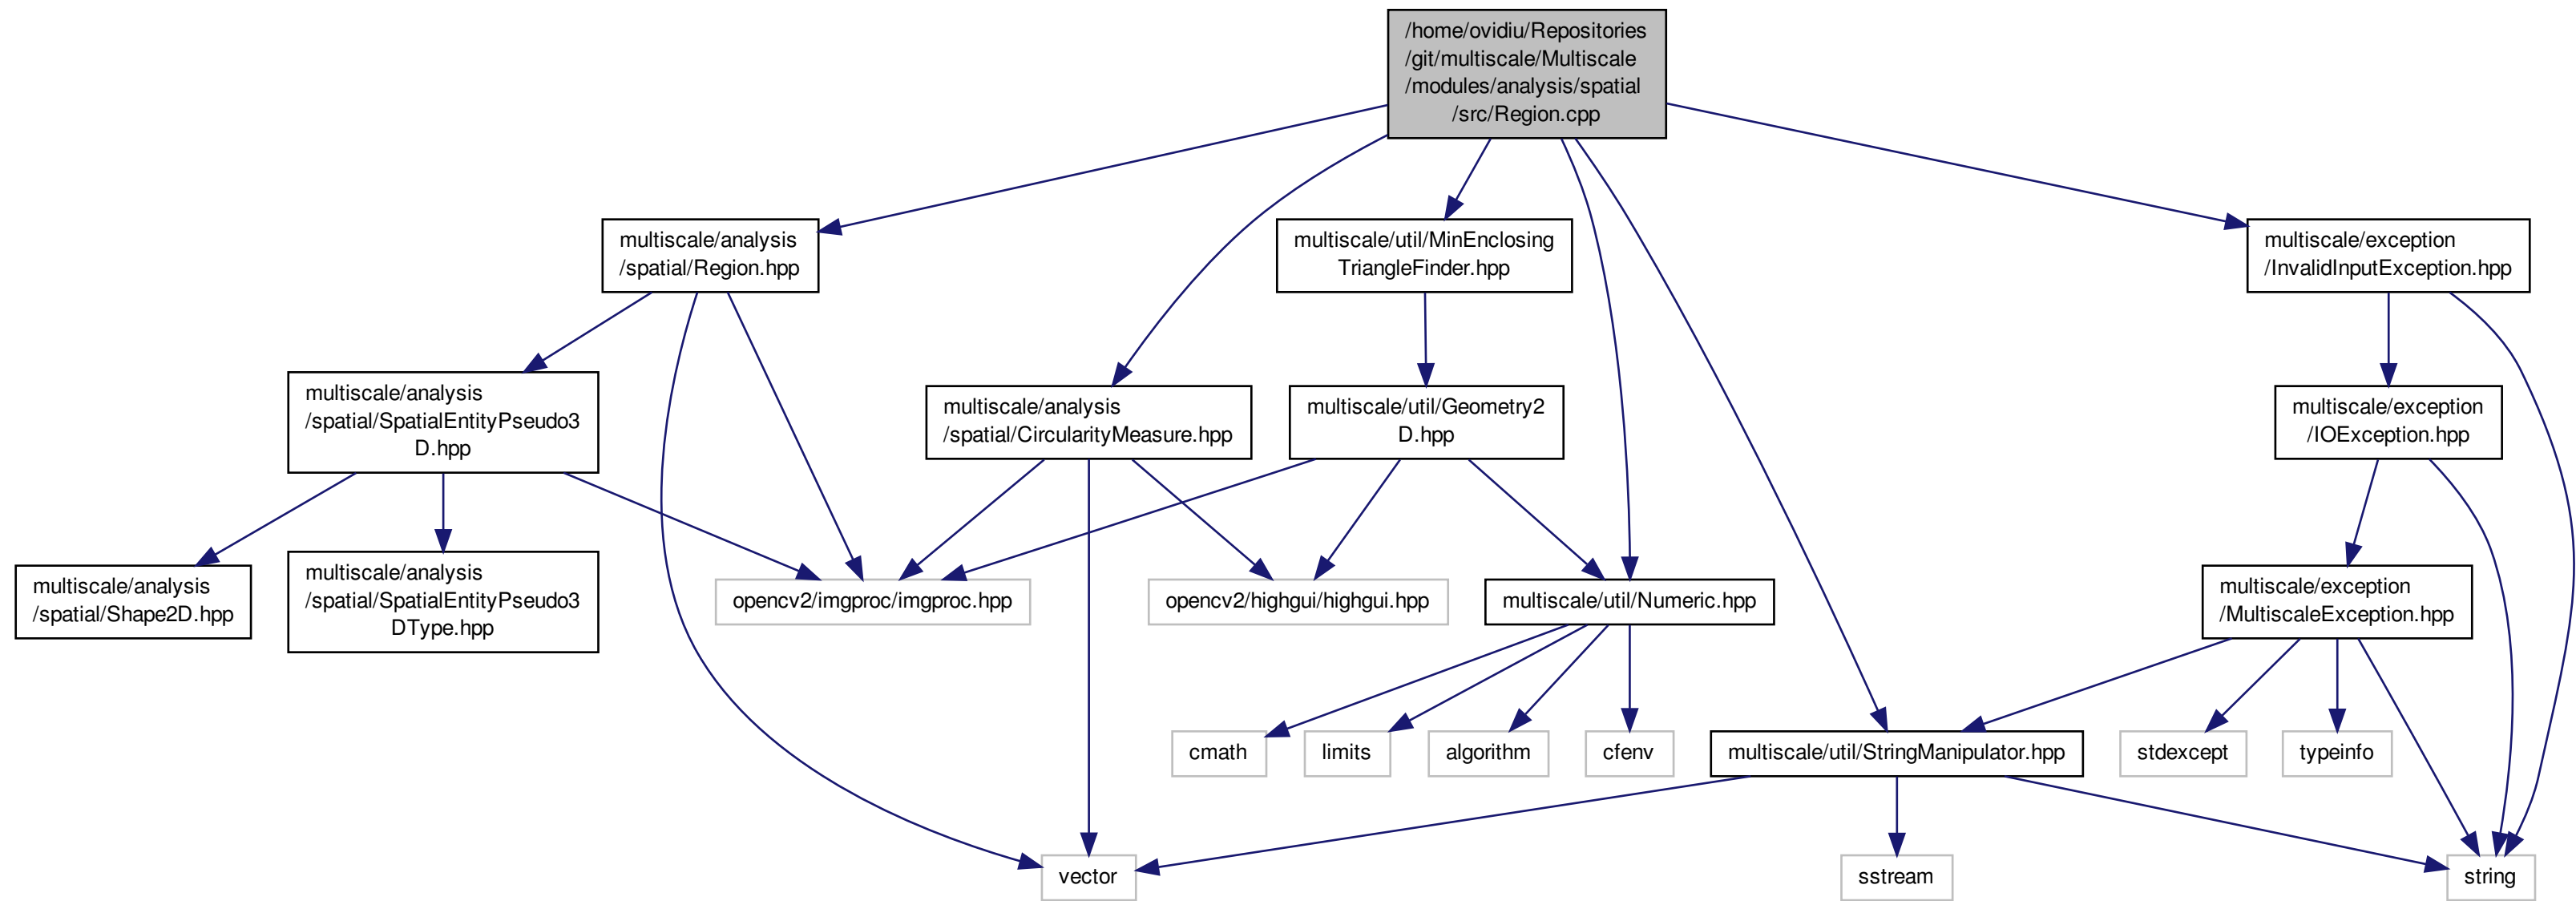 /home/ovidiu/Repositories
/git/multiscale/Multiscale
/modules/analysis/spatial
/src/Region.cpp
multiscale/analysis
/spatial/Region.hpp
multiscale/util/MinEnclosing
TriangleFinder.hpp
multiscale/exception
/InvalidInputException.hpp
multiscale/analysis
/spatial/SpatialEntityPseudo3
D.hpp
multiscale/analysis
/spatial/CircularityMeasure.hpp
multiscale/util/Geometry2
D.hpp
multiscale/exception
/IOException.hpp
multiscale/analysis
/spatial/Shape2D.hpp
multiscale/analysis
/spatial/SpatialEntityPseudo3
DType.hpp
opencv2/imgproc/imgproc.hpp
opencv2/highgui/highgui.hpp
multiscale/util/Numeric.hpp
multiscale/exception
/MultiscaleException.hpp
cmath
limits
algorithm
cfenv
multiscale/util/StringManipulator.hpp
stdexcept
typeinfo
vector
sstream
string